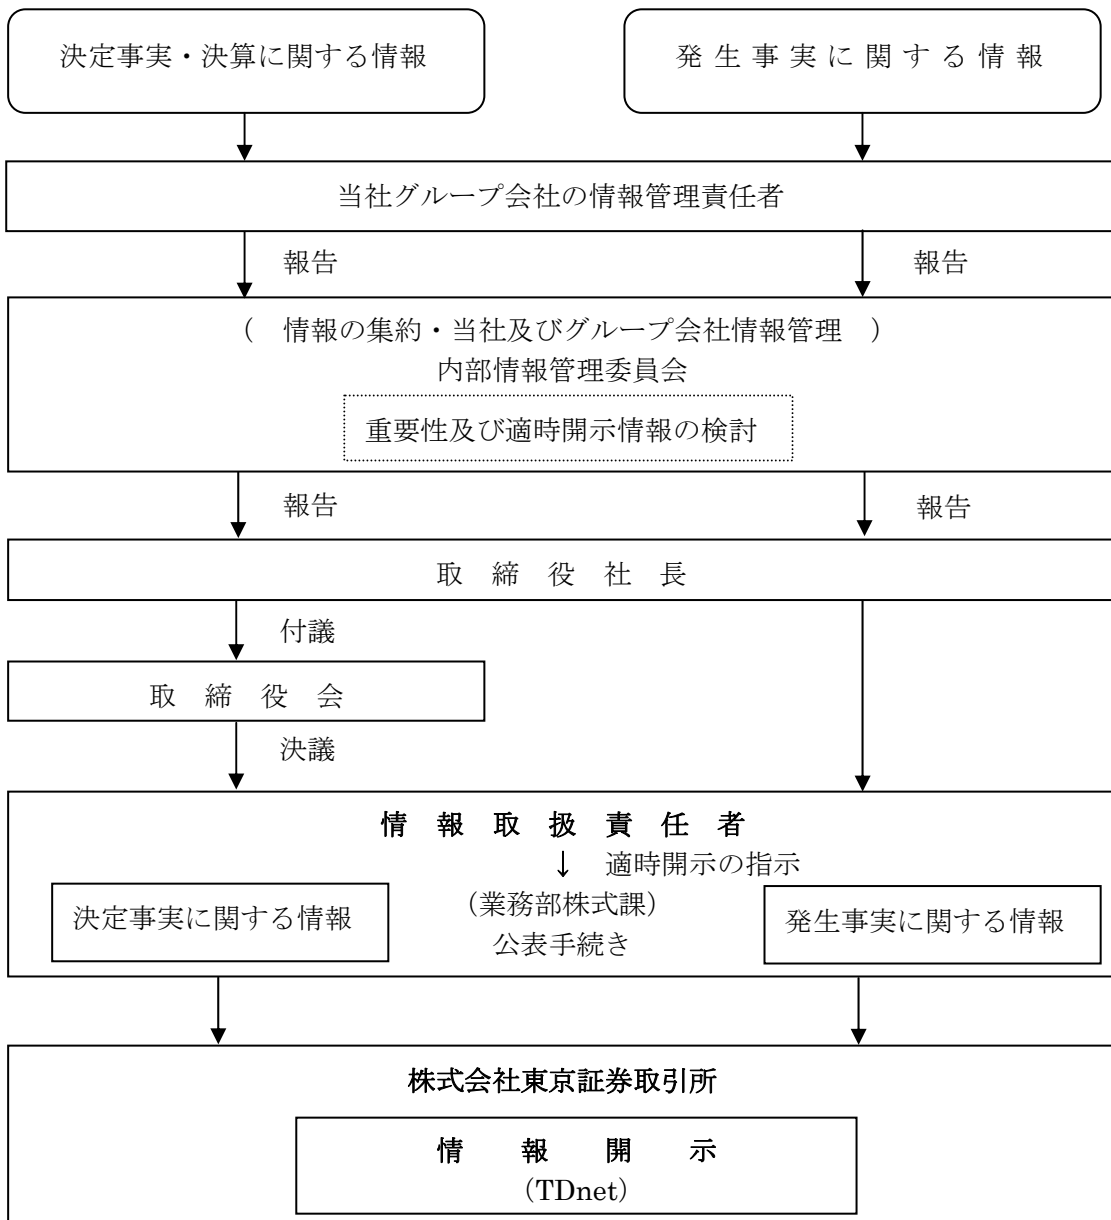 決定事実・決算に関する情報
発生事実に関する情報
当社グループ会社の情報管理責任者
報告
報告
(　情報の集約・当社及びグループ会社情報管理　)
内部情報管理委員会
重要性及び適時開示情報の検討
報告
報告
取　締　役　社　長
付議
取　締　役　会
決議
情　報　取　扱　責　任　者
↓　適時開示の指示
(業務部株式課)
公表手続き
決定事実に関する情報
発生事実に関する情報
株式会社東京証券取引所
情　報　開　示
(TDnet)